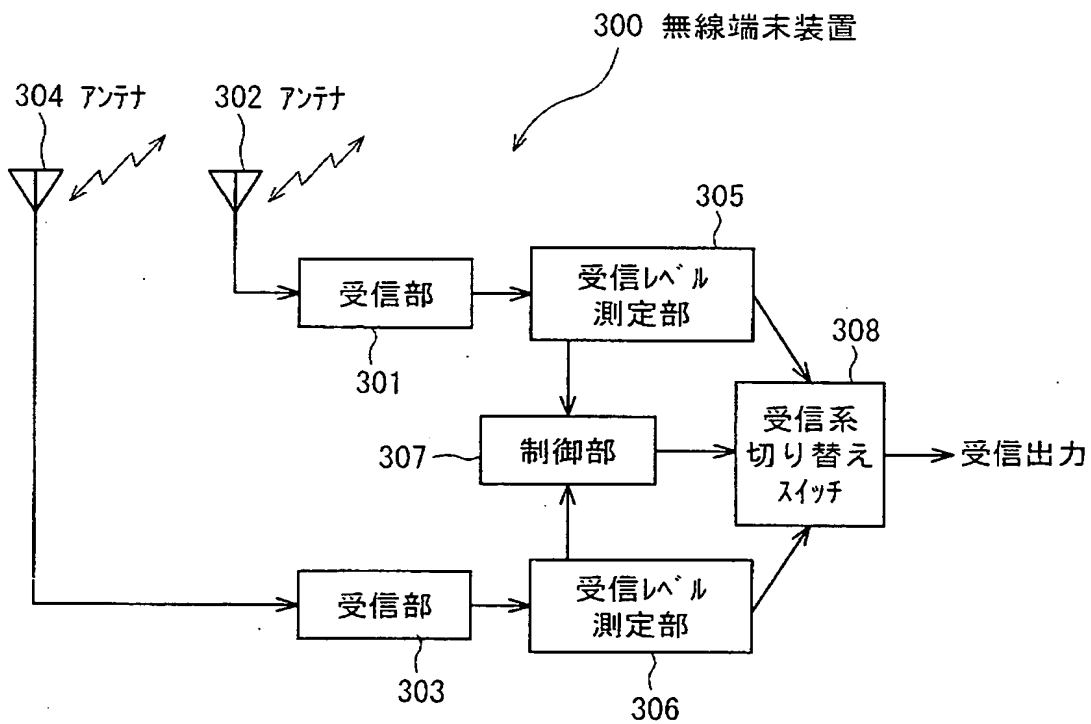 300 無線端末装置
304 アンテナ
302 アンテナ
305
受信レベル
測定部
受信部
301
308
受信系
切り替え
スイッチ
307
制御部
受信出力
受信部
303
受信レベル
測定部
306